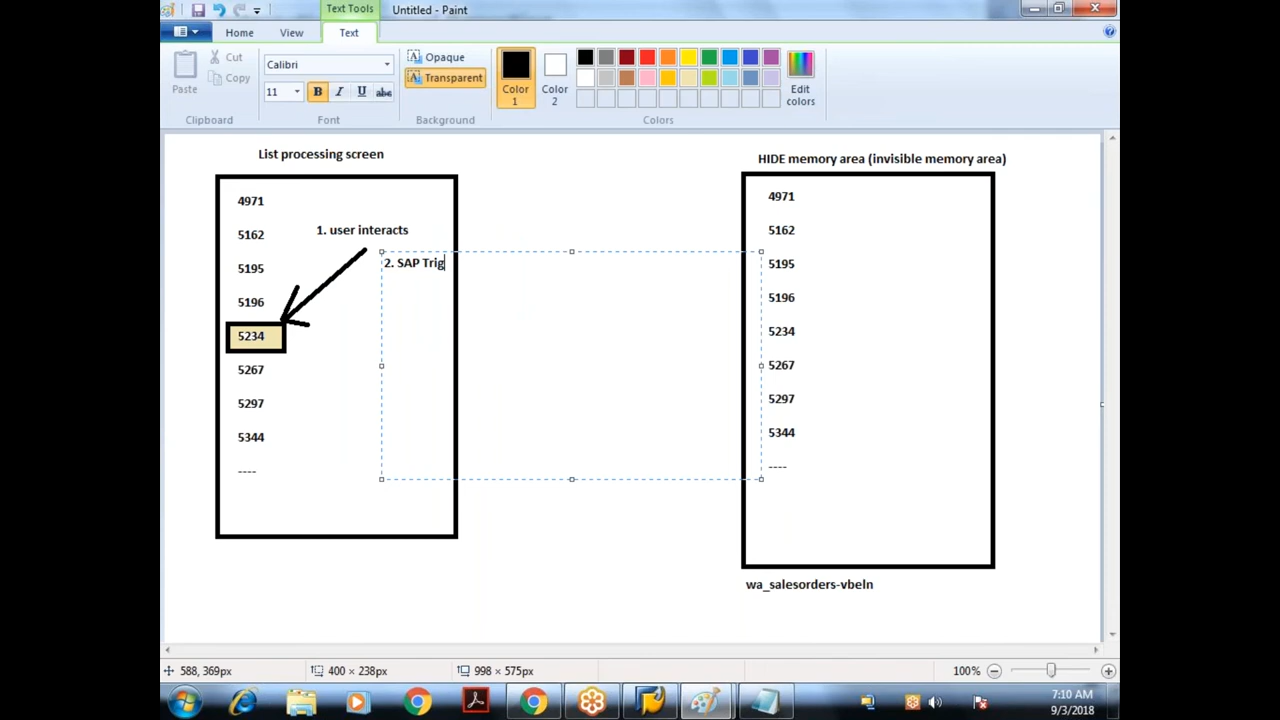 Text Tools
Untitled - Paint
Home
View
Text
Paste
Cut
Copy
Clipboard
Calibri
11
B
I
U
abc
Font
Opaque
Transparent
Background
Color
1
Color
2
Edit
colors
Colors
List processing screen
4971
5162
5195
5196
5234
5267
5297
5344
----
1. user interacts
2. SAP Trig
HIDE memory area (invisible memory area)
4971
5162
5195
5196
5234
5267
5297
5344
----
wa_salesorders-vbeln
588, 369px
400 × 238px
998 × 575px
100%
7:10 AM
9/3/2018